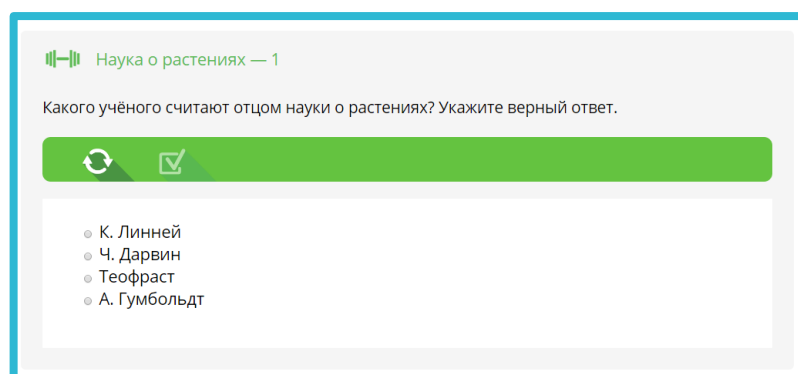 Наука о растениях — 1
Какого учёного считают отцом науки о растениях? Укажите верный ответ.
К. Линней
Ч. Дарвин
Теофраст
А. Гумбольдт